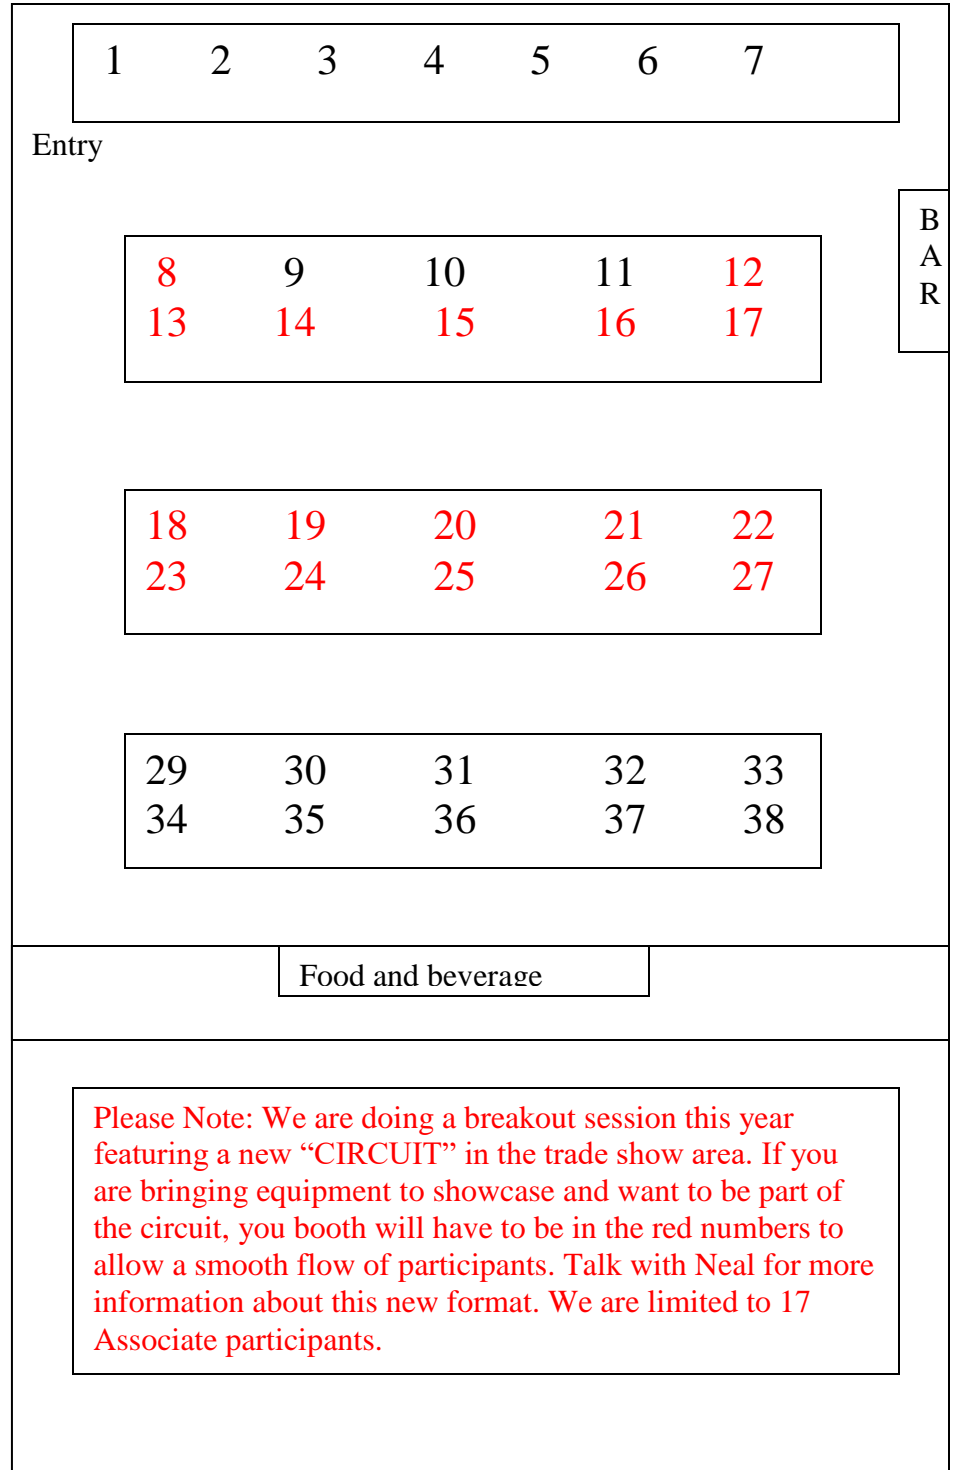 1 2 3 4 5 6 7
Entry
B
A
R
8 9 10 11 12
13 14 15 16 17
18 19 20 21 22
23 24 25 26 27
29 30 31 32 33
34 35 36 37 38
Food and beverage
Please Note: We are doing a breakout session this year
featuring a new “CIRCUIT” in the trade show area. If you
are bringing equipment to showcase and want to be part of
the circuit, you booth will have to be in the red numbers to
allow a smooth flow of participants. Talk with Neal for more
information about this new format. We are limited to 17
Associate participants.